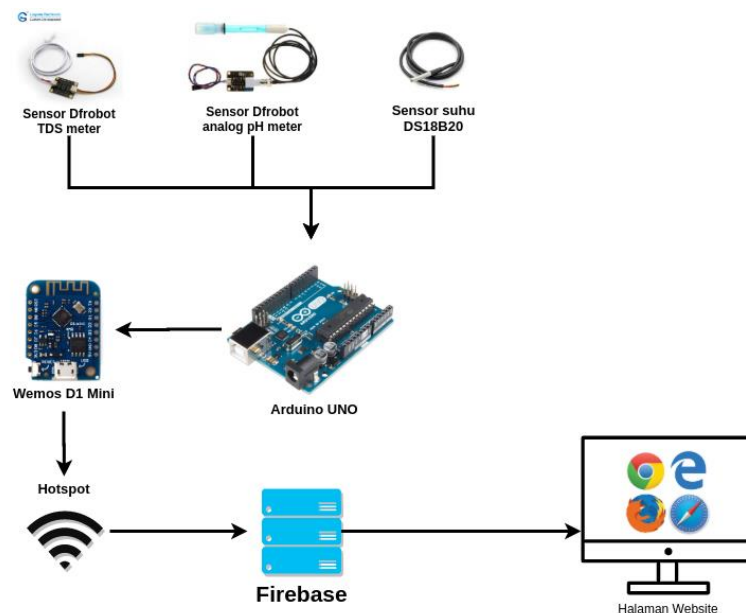 Sensor Dfrobot
TDS meter
Sensor Dfrobot
analog pH meter
Sensor suhu
DS18B20
Wemos D1 Mini
Arduino UNO
Hotspot
Firebase
Halaman Website